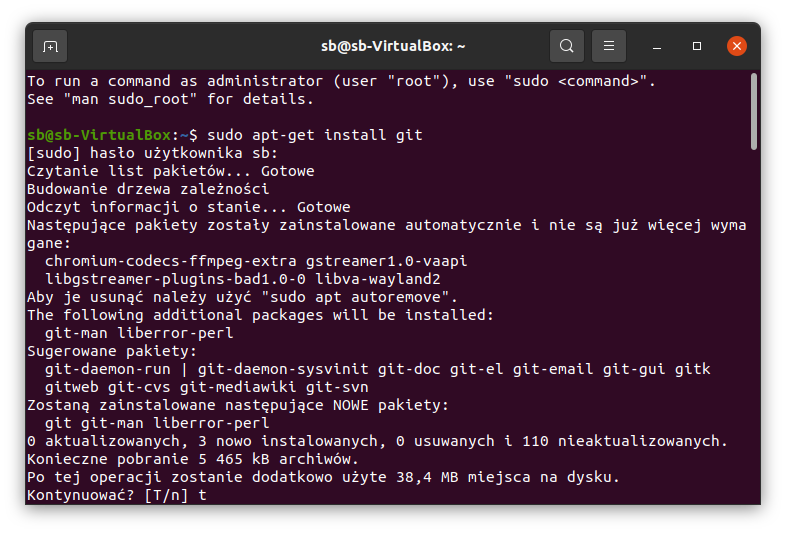 sb@sb-VirtualBox: ~
To run a command as administrator (user "root"), use "sudo <command>".
See "man sudo_root" for details.
sb@sb-VirtualBox:~$ sudo apt-get install git
[sudo] hasło użytkownika sb:
Czytanie list pakietów... Gotowe
Budowanie drzewa zależności
Odczyt informacji o stanie... Gotowe
Następujące pakiety zostały zainstalowane automatycznie i nie są już więcej wyma
gane:
  chromium-codecs-ffmpeg-extra gstreamer1.0-vaapi
  libgstreamer-plugins-bad1.0-0 libva-wayland2
Aby je usunąć należy użyć "sudo apt autoremove".
The following additional packages will be installed:
  git-man liberror-perl
Sugerowane pakiety:
  git-daemon-run | git-daemon-sysvinit git-doc git-el git-email git-gui gitk
  gitweb git-cvs git-mediawiki git-svn
Zostaną zainstalowane następujące NOWE pakiety:
  git git-man liberror-perl
0 aktualizowanych, 3 nowo instalowanych, 0 usuwanych i 110 nieaktualizowanych.
Konieczne pobranie 5 465 kB archiwów.
Po tej operacji zostanie dodatkowo użyte 38,4 MB miejsca na dysku.
Kontynuować? [T/n] t